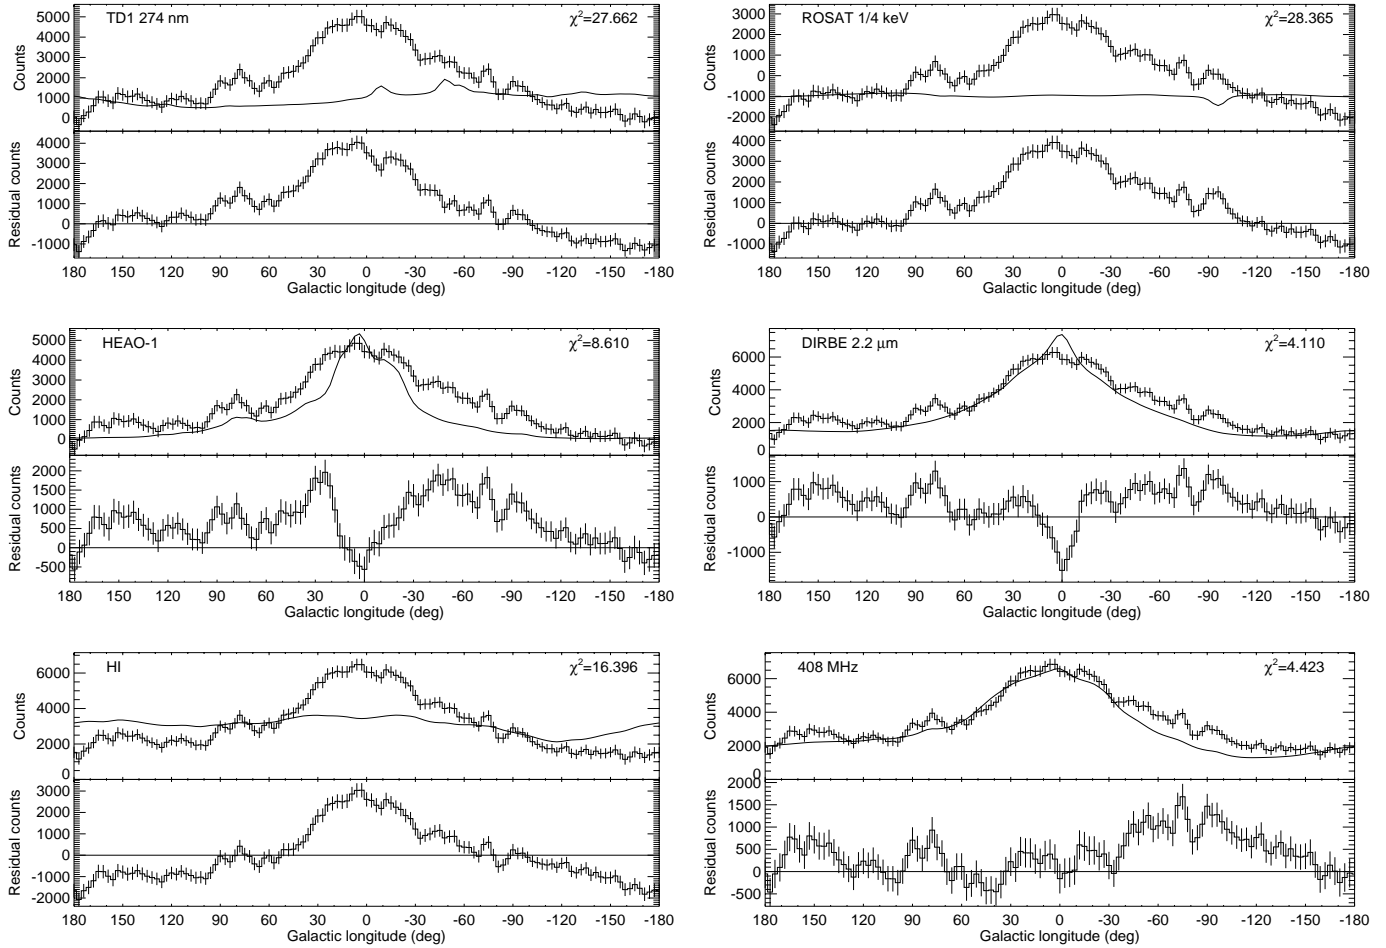 TD1 274 nm
χ²=27.662
Counts
5000
4000
3000
2000
1000
0
Residual counts
4000
3000
2000
1000
0
-1000
180 150 120 90 60 30 0 -30 -60 -90 -120 -150 -180
Galactic longitude (deg)
ROSAT 1/4 keV
χ²=28.365
Counts
3000
2000
1000
0
-1000
-2000
Residual counts
4000
3000
2000
1000
0
-1000
180 150 120 90 60 30 0 -30 -60 -90 -120 -150 -180
Galactic longitude (deg)
HEAO-1
χ²=8.610
Counts
5000
4000
3000
2000
1000
0
Residual counts
2000
1500
1000
500
0
-500
180 150 120 90 60 30 0 -30 -60 -90 -120 -150 -180
Galactic longitude (deg)
DIRBE 2.2 μm
χ²=4.110
Counts
6000
4000
2000
0
Residual counts
1000
0
-1000
180 150 120 90 60 30 0 -30 -60 -90 -120 -150 -180
Galactic longitude (deg)
HI
χ²=16.396
Counts
6000
4000
2000
0
Residual counts
3000
2000
1000
0
-1000
-2000
180 150 120 90 60 30 0 -30 -60 -90 -120 -150 -180
Galactic longitude (deg)
408 MHz
χ²=4.423
Counts
6000
4000
2000
0
Residual counts
2000
1500
1000
500
0
-500
180 150 120 90 60 30 0 -30 -60 -90 -120 -150 -180
Galactic longitude (deg)